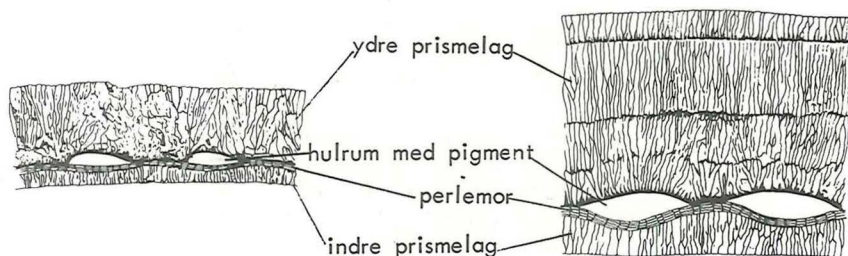 ydre prismelag
hulrum med pigment
perlemor
indre prismelag